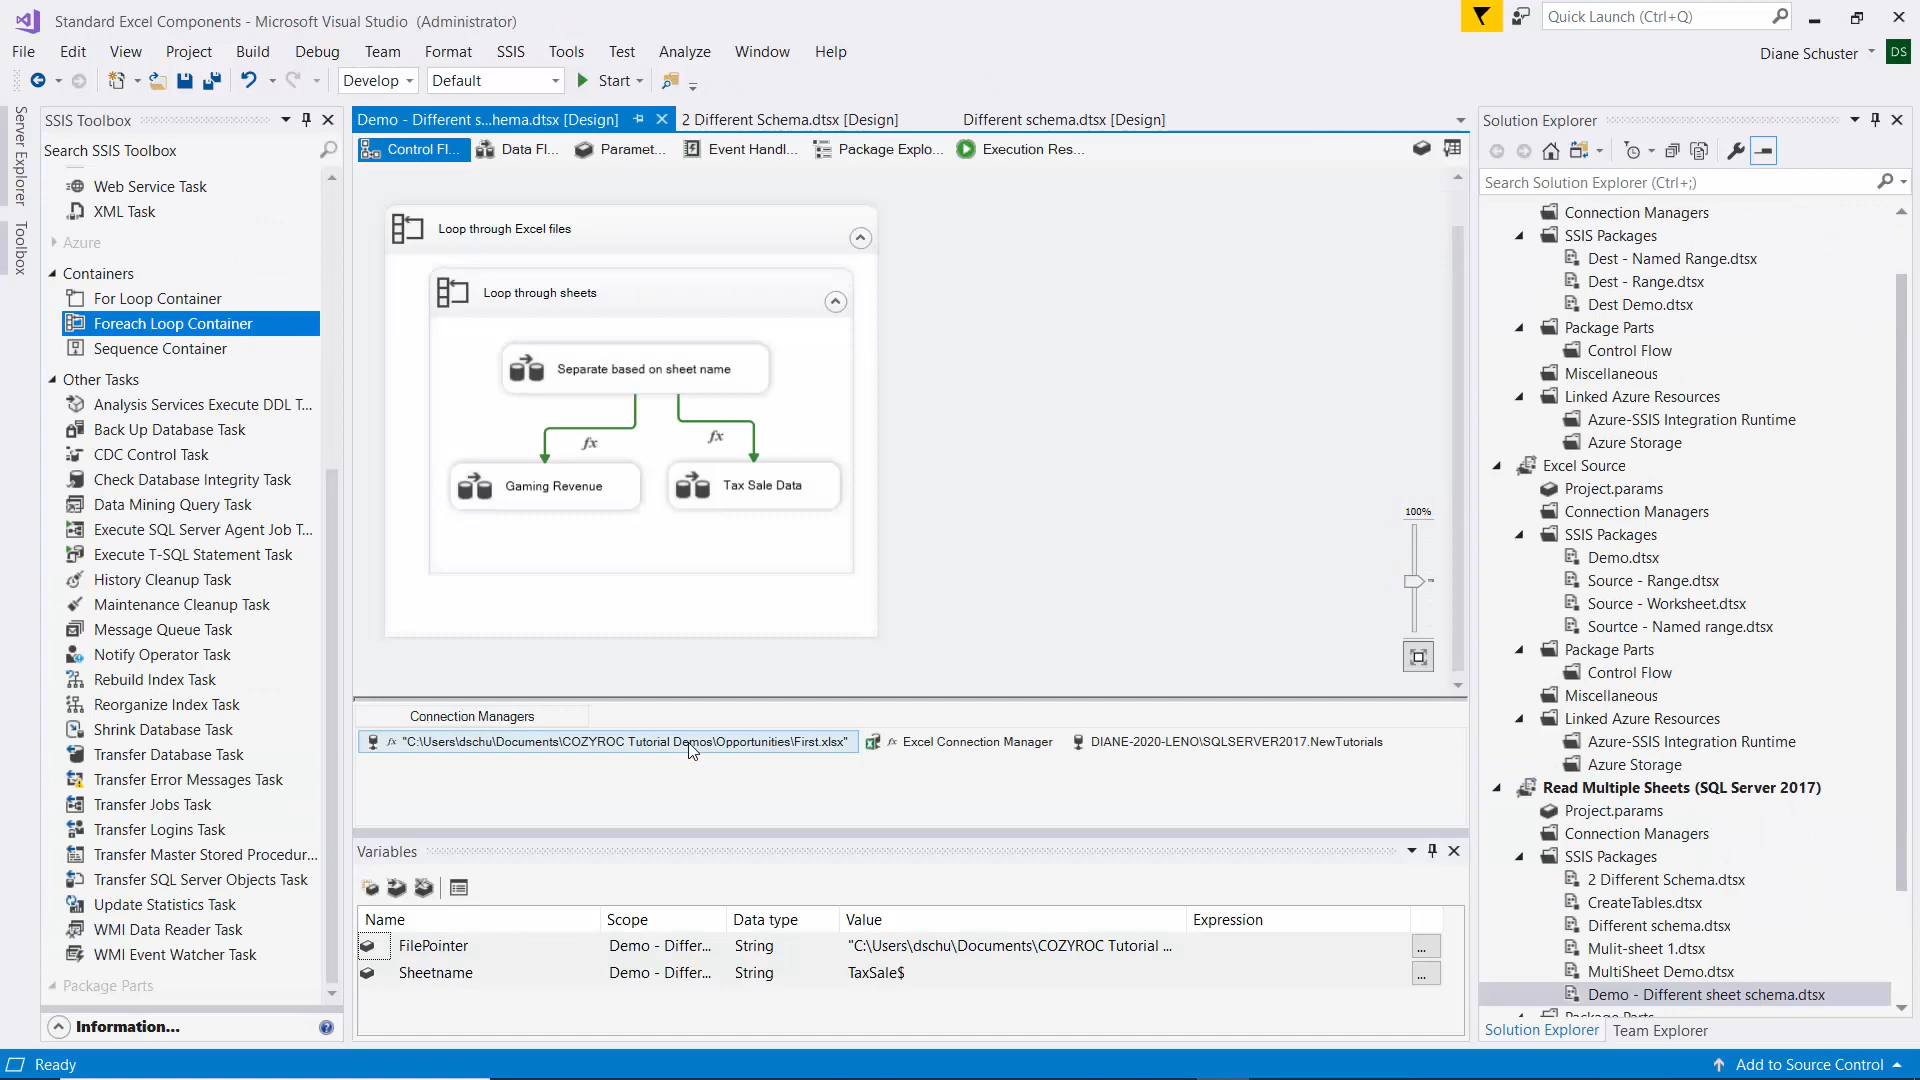 Standard Excel Components - Microsoft Visual Studio (Administrator)
Quick Launch (Ctrl+Q)
File Edit View Project Build Debug Team Format SSIS Tools Test Analyze Window Help
Diane Schuster DS
Develop Default Start
Server Explorer
Toolbox
SSIS Toolbox
Search SSIS Toolbox
Web Service Task
XML Task
Azure
Containers
For Loop Container
Foreach Loop Container
Sequence Container
Other Tasks
Analysis Services Execute DDL T...
Back Up Database Task
CDC Control Task
Check Database Integrity Task
Data Mining Query Task
Execute SQL Server Agent Job T...
Execute T-SQL Statement Task
History Cleanup Task
Maintenance Cleanup Task
Message Queue Task
Notify Operator Task
Rebuild Index Task
Reorganize Index Task
Shrink Database Task
Transfer Database Task
Transfer Error Messages Task
Transfer Jobs Task
Transfer Logins Task
Transfer Master Stored Procedur...
Transfer SQL Server Objects Task
Update Statistics Task
WMI Data Reader Task
WMI Event Watcher Task
Package Parts
Information...
Demo - Different s...hema.dtsx [Design] 2 Different Schema.dtsx [Design] Different schema.dtsx [Design]
Control Fl... Data Fl... Paramet... Event Handl... Package Explo... Execution Res...
Loop through Excel files
Loop through sheets
Separate based on sheet name
fx fx
Gaming Revenue Tax Sale Data
100%
Connection Managers
fx "C:\Users\dschu\Documents\COZYROC Tutorial Demos\Opportunities\First.xlsx" fx Excel Connection Manager DIANE-2020-LENO\SQLSERVER2017.NewTutorials
Variables
Name Scope Data type Value Expression
FilePointer Demo - Differ... String "C:\Users\dschu\Documents\COZYROC Tutorial ... ...
Sheetname Demo - Differ... String TaxSale$ ...
Solution Explorer
Search Solution Explorer (Ctrl+;)
Connection Managers
SSIS Packages
Dest - Named Range.dtsx
Dest - Range.dtsx
Dest Demo.dtsx
Package Parts
Control Flow
Miscellaneous
Linked Azure Resources
Azure-SSIS Integration Runtime
Azure Storage
Excel Source
Project.params
Connection Managers
SSIS Packages
Demo.dtsx
Source - Range.dtsx
Source - Worksheet.dtsx
Sourtce - Named range.dtsx
Package Parts
Control Flow
Miscellaneous
Linked Azure Resources
Azure-SSIS Integration Runtime
Azure Storage
Read Multiple Sheets (SQL Server 2017)
Project.params
Connection Managers
SSIS Packages
2 Different Schema.dtsx
CreateTables.dtsx
Different schema.dtsx
Mulit-sheet 1.dtsx
MultiSheet Demo.dtsx
Demo - Different sheet schema.dtsx
Package Parts
Solution Explorer Team Explorer
Ready
Add to Source Control